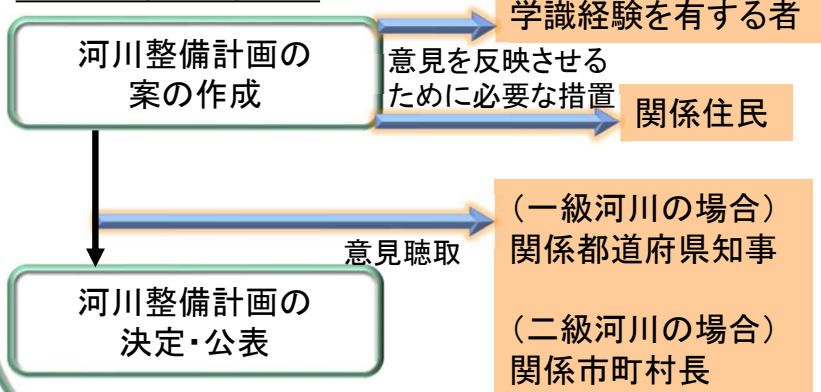 学識経験を有する者
河川整備計画の
案の作成
意見を反映させる
ために必要な措置
関係住民
（一級河川の場合）
関係都道府県知事
意見聴取
（二級河川の場合）
関係市町村長
河川整備計画の
決定・公表